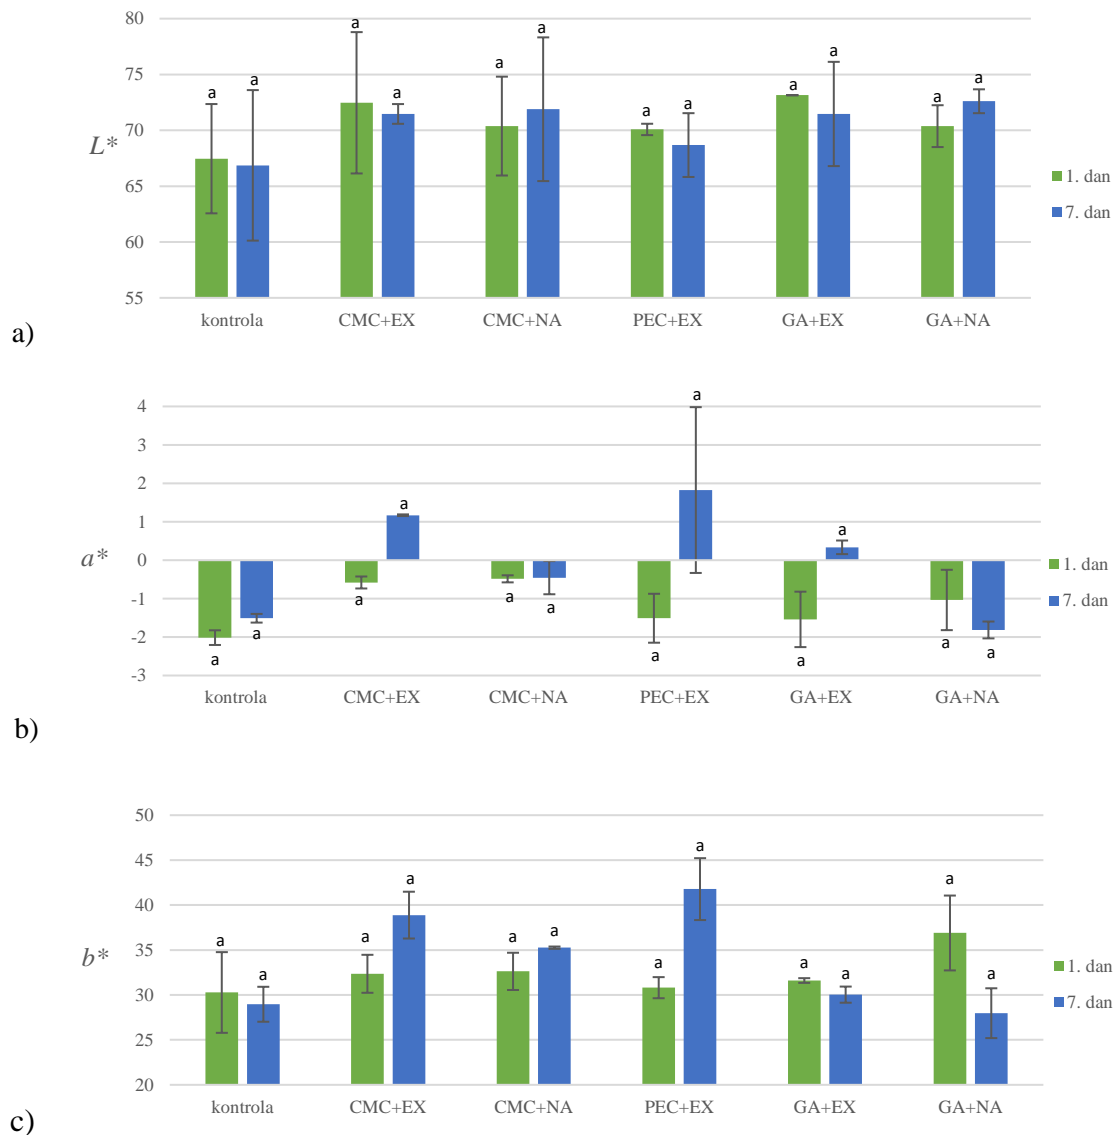 80
a
a
a
a
a
a
a
a
a
a
a
a
75
70
L*
65
1. dan
7. dan
60
55
kontrola CMC+EX CMC+NA PEC+EX GA+EX GA+NA
a)
4
a
3
2
a
1
a
a*
0
1. dan
7. dan
-1
a
a
a
a
a
a
a
a
a
-2
-3
kontrola CMC+EX CMC+NA PEC+EX GA+EX GA+NA
b)
50
45
a
a
a
a
a
a
a
a
a
a
a
a
40
35
b*
30
1. dan
7. dan
25
20
kontrola CMC+EX CMC+NA PEC+EX GA+EX GA+NA
c)